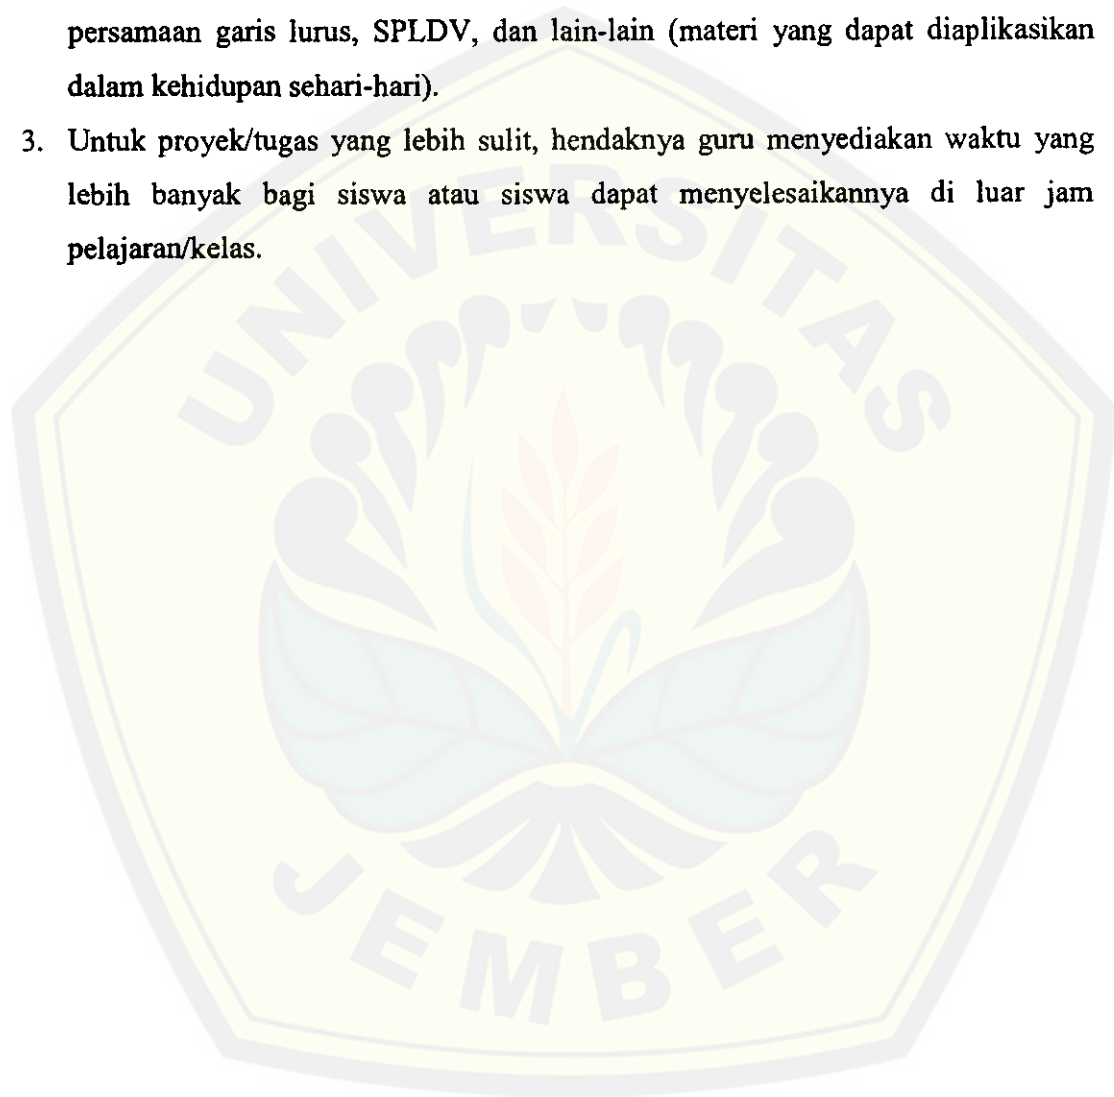 persamaan garis lurus, SPLDV, dan lain-lain (materi yang dapat diaplikasikan
dalam kehidupan sehari-hari).
3. Untuk proyek/tugas yang lebih sulit, hendaknya guru menyediakan waktu yang
lebih banyak bagi siswa atau siswa dapat menyelesaikannya di luar jam
pelajaran/kelas.
UNIVERSITAS
JEMBER